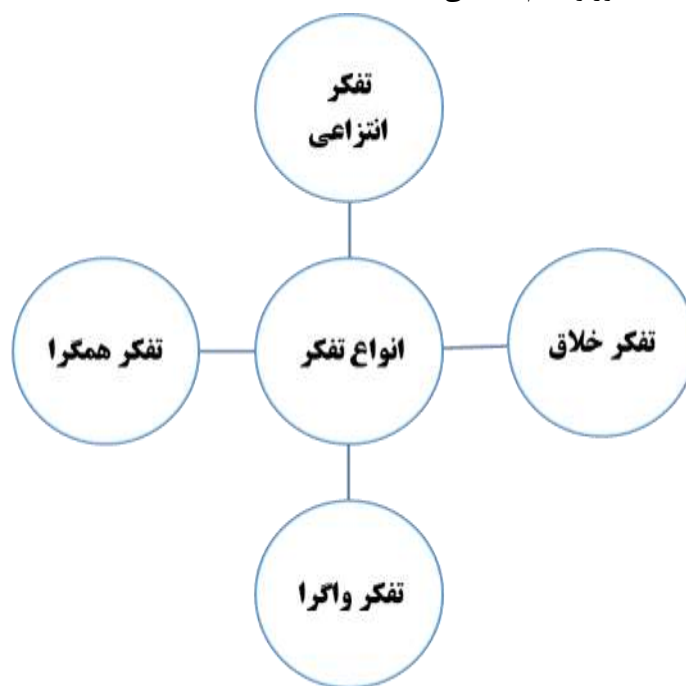 تفکر
انتزاعی
تفکر خلاق
انواع تفکر
تفکر همگرا
تفکر واگرا